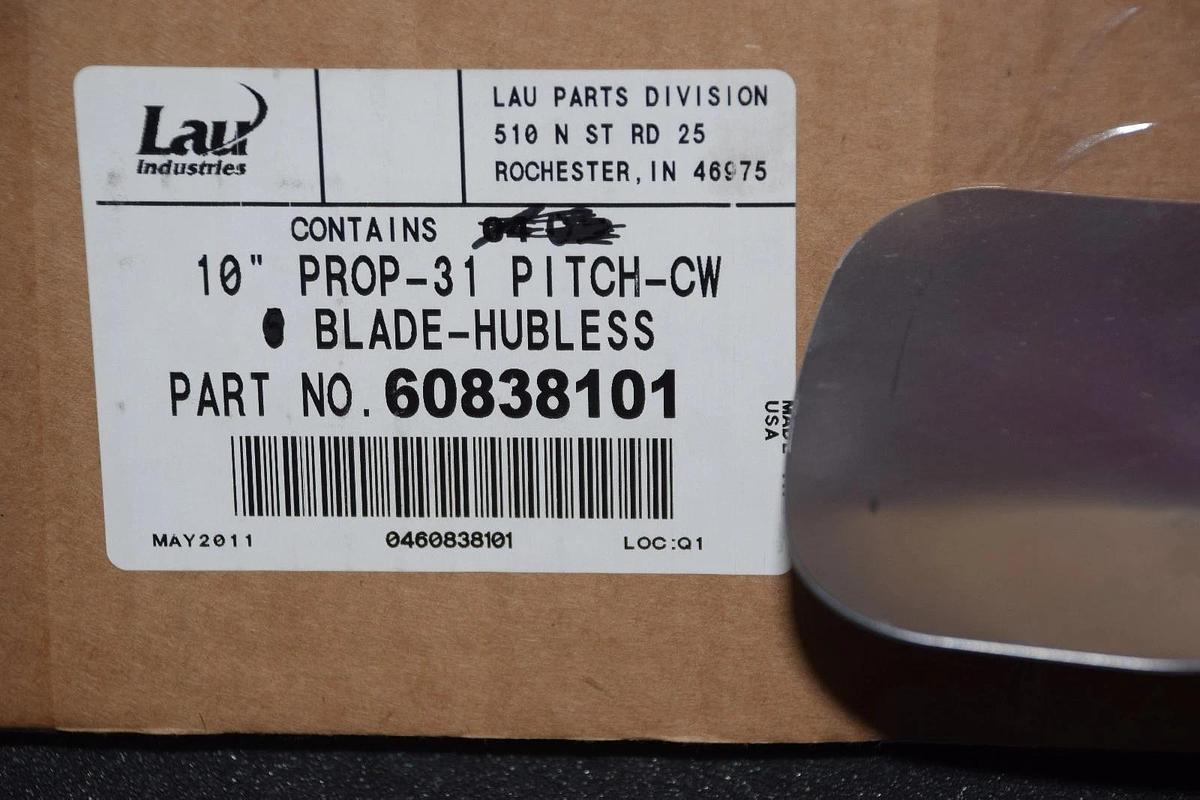 Lau
Industries
LAU PARTS DIVISION
510 N ST RD 25
ROCHESTER, IN 46975
CONTAINS
10" PROP-31 PITCH-CW
BLADE-HUBLESS
PART NO. 60838101
MAY2011
0460838101
LOC:Q1
USA